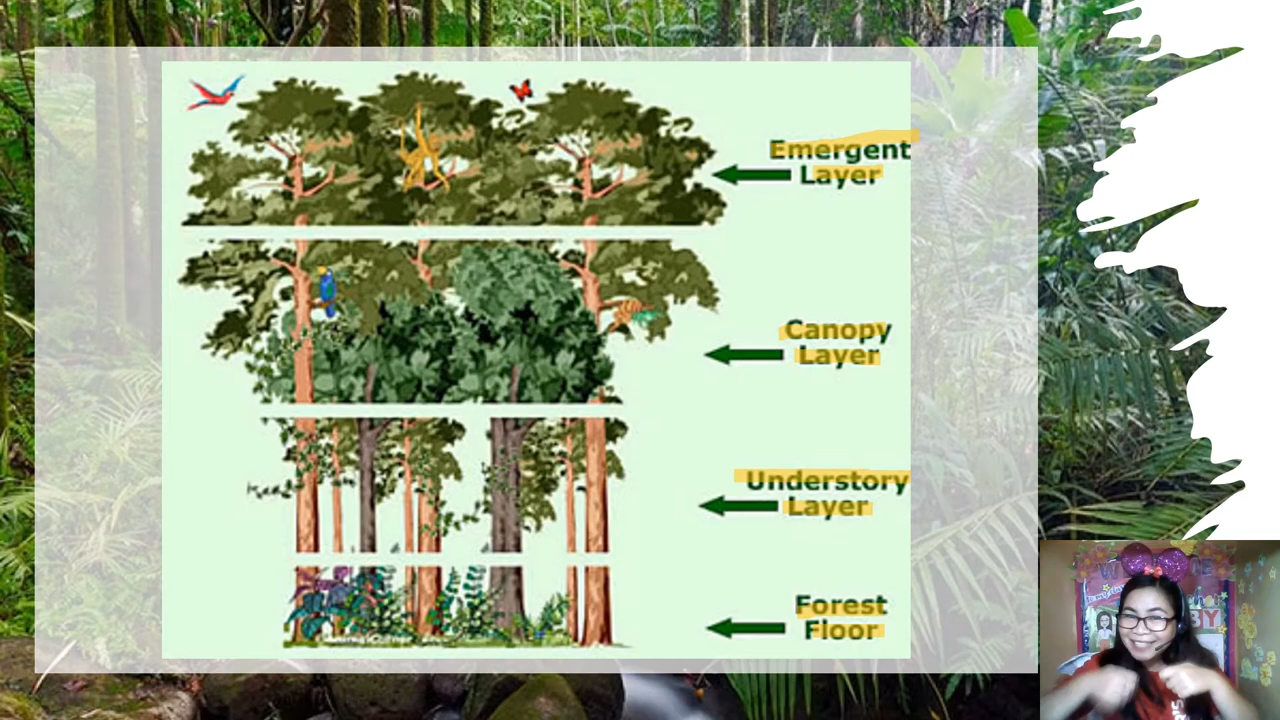 Emergent
Layer
Canopy
Layer
Understory
Layer
Forest
Floor